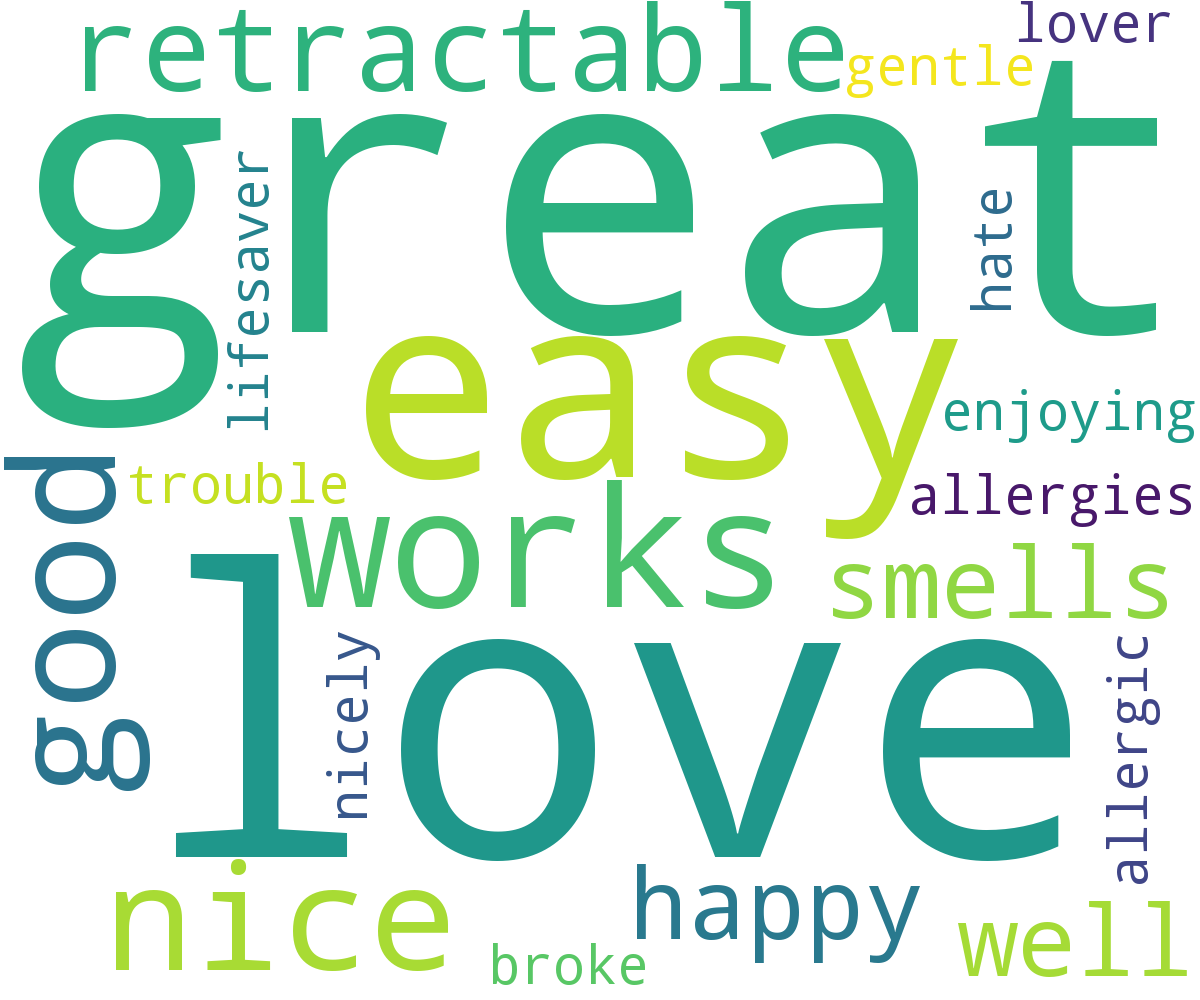 retractable
lover
gentle
great
lifesaver
hate
easy
enjoying
good
trouble
allergies
works
smells
love
nicely
allergic
nice
happy
well
broke